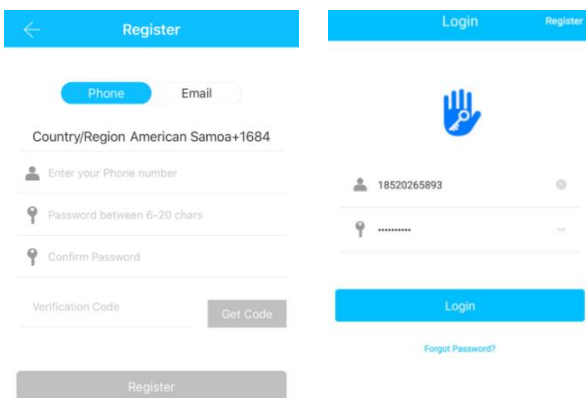 Register
Phone Email
Country/Region American Samoa+1684
Enter your Phone number
Password between 6-20 chars
Confirm Password
Verification Code Get Code
Register
Login Register
18520265893
••••••••••
Login
Forgot Password?